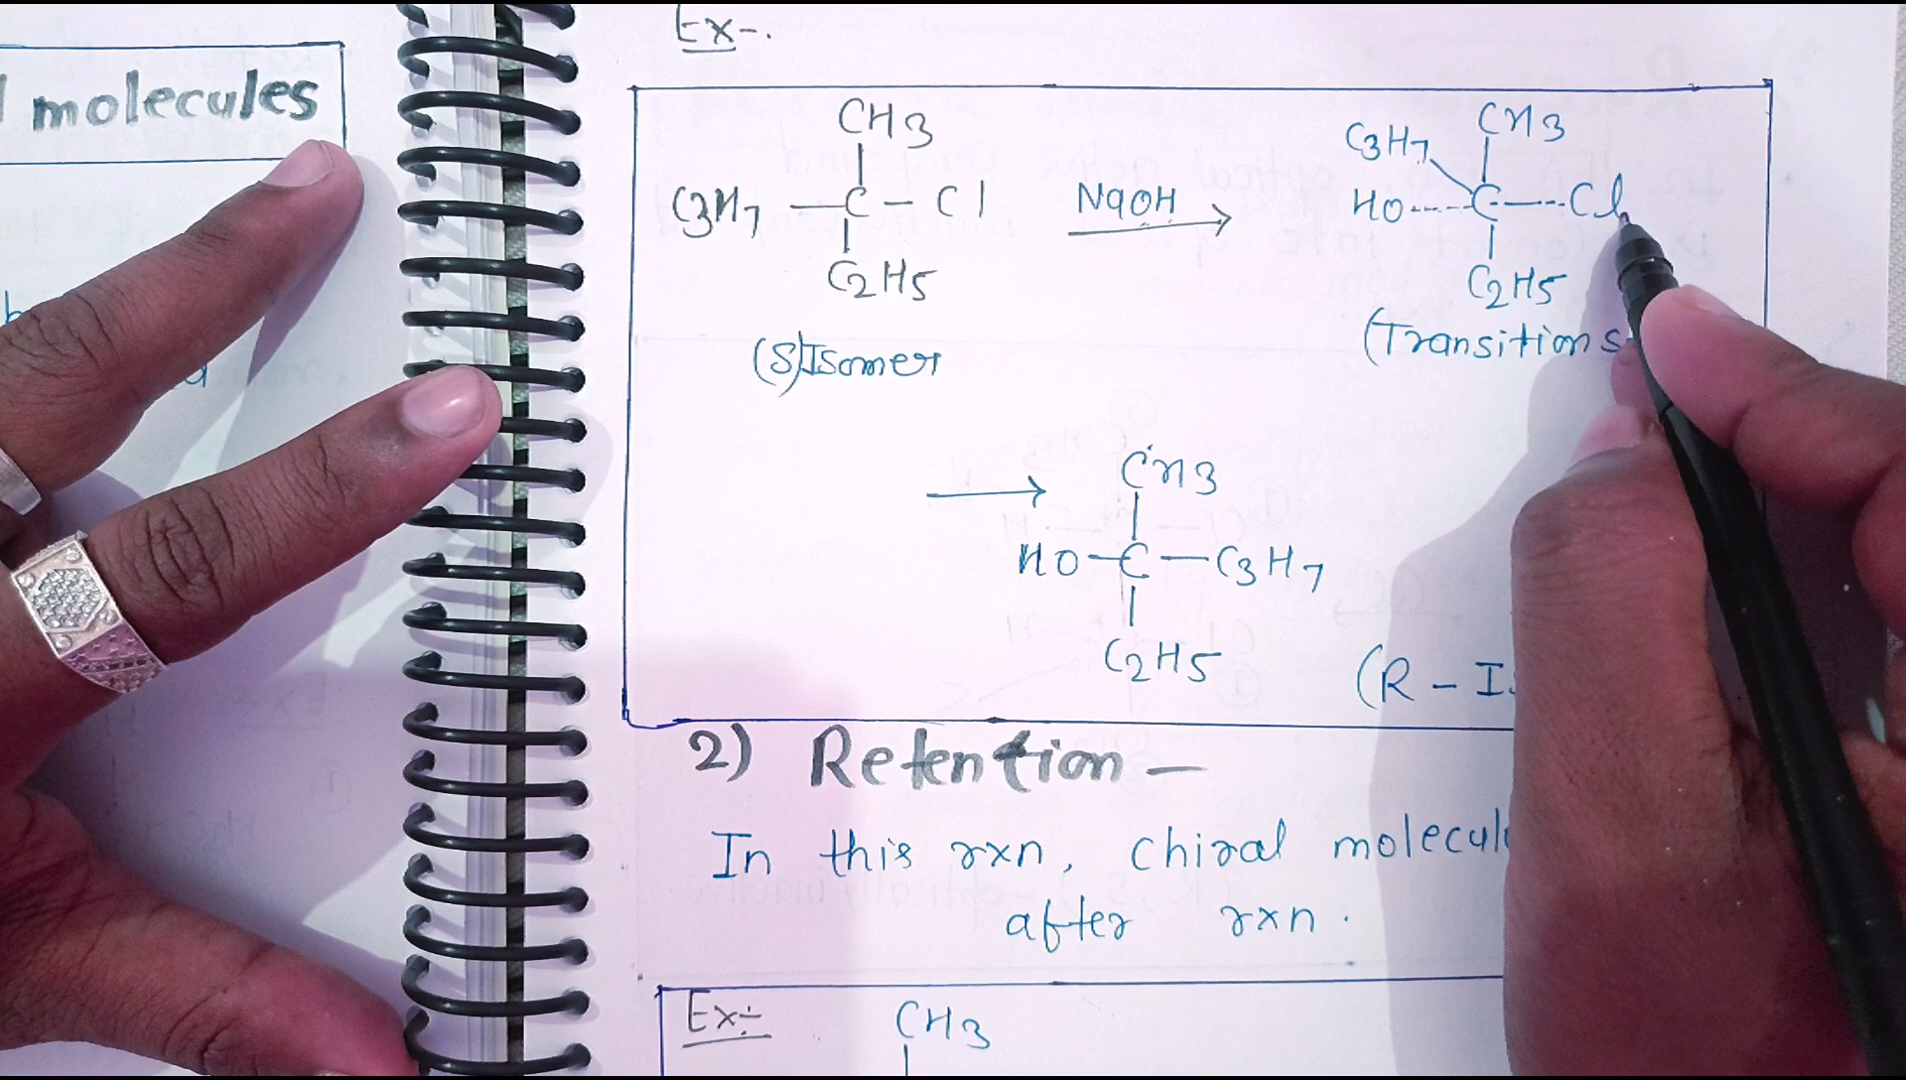 molecules
Ex-.
CH3
C3H7 — C — Cl
C2H5
(S) Isomer
NaOH
CH3
C3H7
HO---C---Cl
C2H5
(Transition s
CH3
HO — C — C3H7
C2H5
(R - I
2) Retention —
In this rxn, chiral molecul
after rxn.
Ex:-
CH3